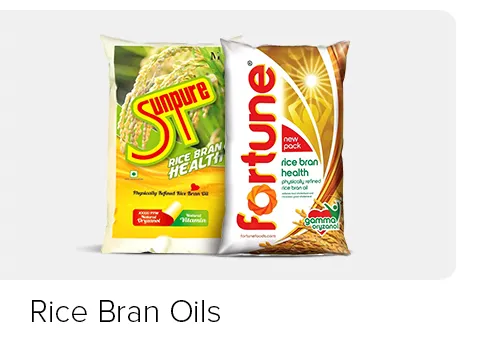 Sunpure
RICE BRAN
HEALTH
Physically Refined Rice Bran Oil
Natural
Oryzanol
Natural
Vitamin
fortune
new
pack
rice bran
health
physically refined
rice bran oil
gamma
oryzanol
fortunefoods.com
Rice Bran Oils